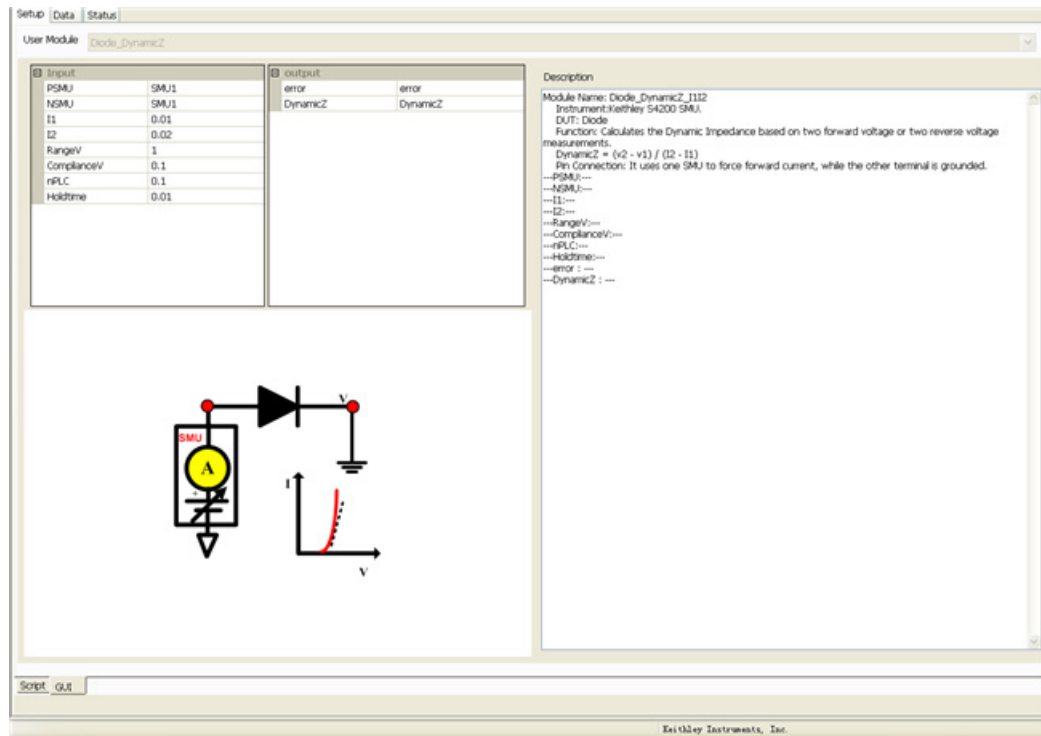 Setup Data Status
User Module Diode_DynamicZ
Input
PSMU SMU1
NSMU SMU1
I1 0.01
I2 0.02
RangeV 1
ComplianceV 0.1
nPLC 0.1
Holdtime 0.01
output
error error
DynamicZ DynamicZ
Description
Module Name: Diode_DynamicZ_I1I2
Instrument:Keithley S4200 SMU.
DUT: Diode
Function: Calculates the Dynamic Impedance based on two forward voltage or two reverse voltage
measurements.
DynamicZ = (v2 - v1) / (I2 - I1)
Pin Connection: It uses one SMU to force forward current, while the other terminal is grounded.
---PSMU:---
---NSMU:---
---I1:---
---I2:---
---RangeV:---
---ComplianceV:---
---nPLC:---
---Holdtime:---
---error : ---
---DynamicZ : ---
V
SMU
A
+
I
V
Script GUI
Keithley Instruments, Inc.